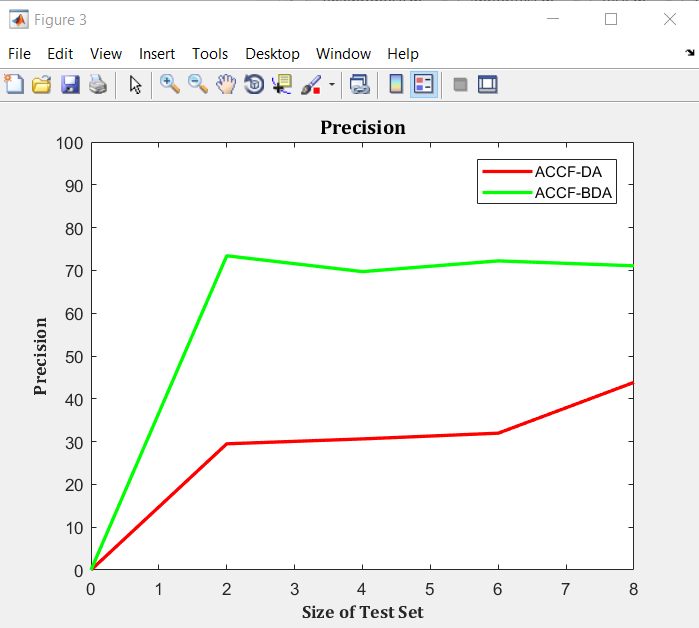 Figure 3
File Edit View Insert Tools Desktop Window Help
Precision
100
90
80
70
60
50
40
30
20
10
0
Precision
ACCF-DA
ACCF-BDA
0 1 2 3 4 5 6 7 8
Size of Test Set